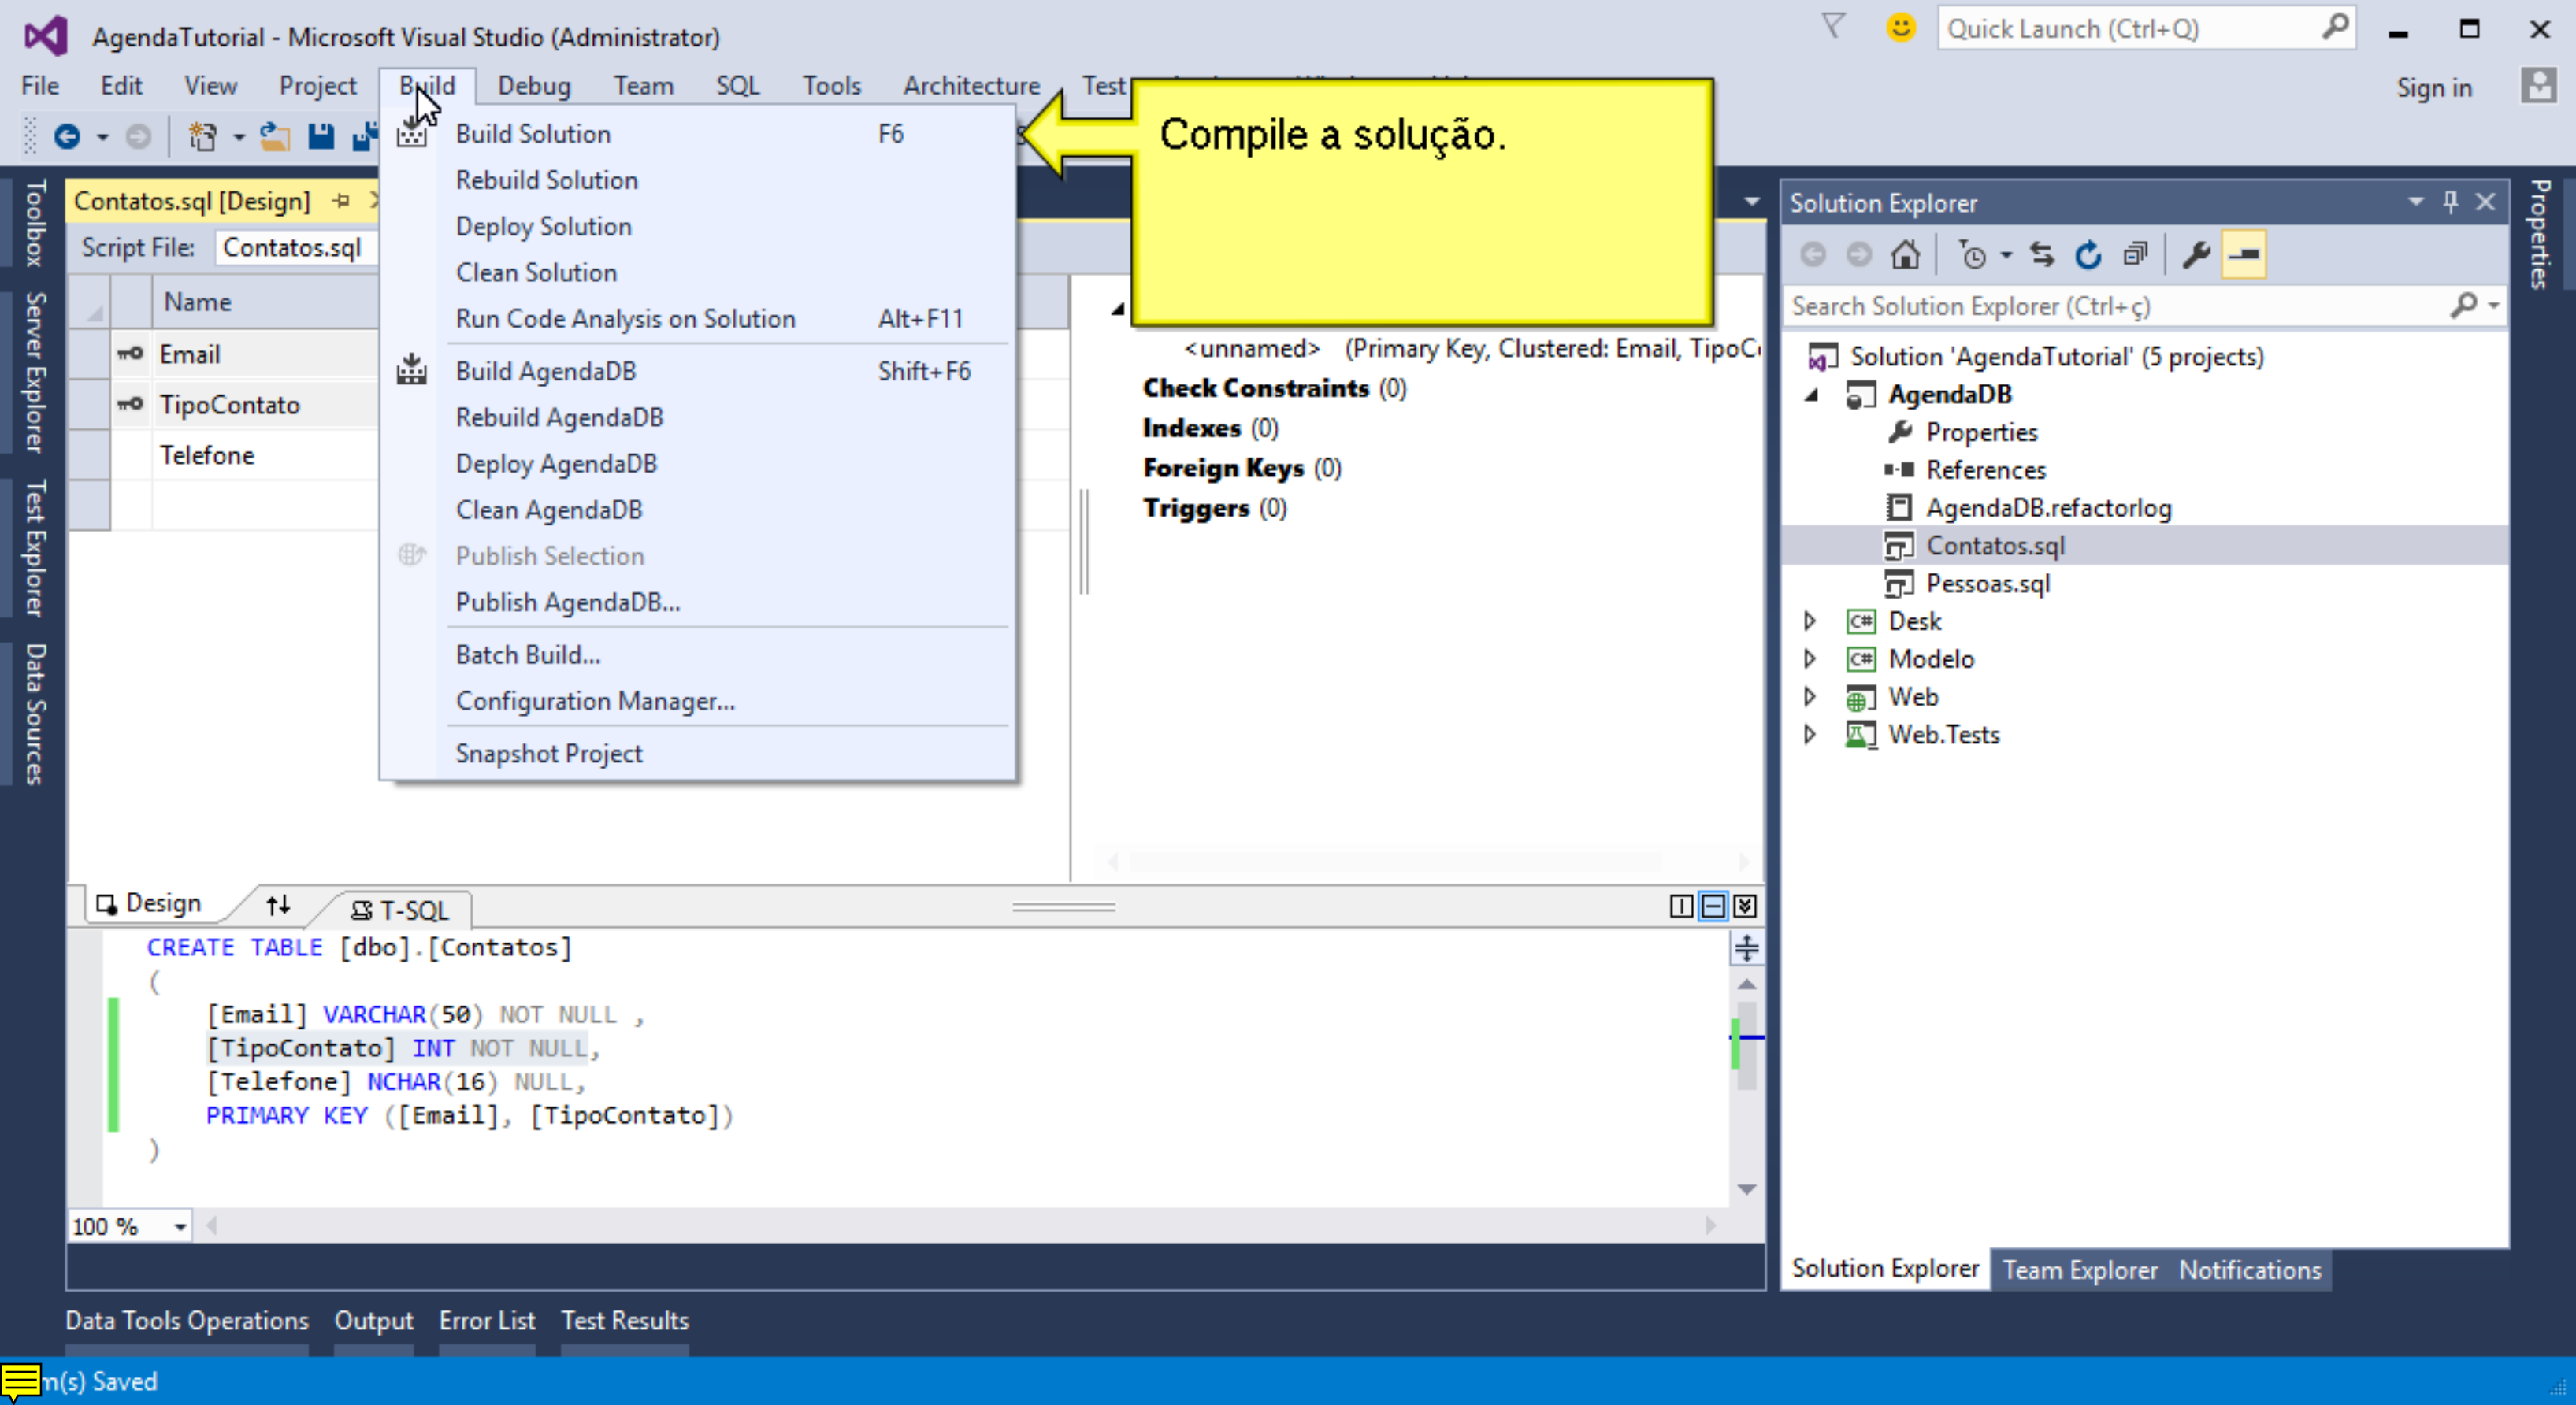 AgendaTutorial - Microsoft Visual Studio (Administrator)
Quick Launch (Ctrl+Q)
File Edit View Project Build Debug Team SQL Tools Architecture Test
Sign in
Compile a solução.
Build Solution F6
Rebuild Solution
Deploy Solution
Clean Solution
Run Code Analysis on Solution Alt+F11
Build AgendaDB Shift+F6
Rebuild AgendaDB
Deploy AgendaDB
Clean AgendaDB
Publish Selection
Publish AgendaDB...
Batch Build...
Configuration Manager...
Snapshot Project
Toolbox
Server Explorer
Test Explorer
Data Sources
Contatos.sql [Design]
Script File: Contatos.sql
Name
Email
TipoContato
Telefone
<unnamed> (Primary Key, Clustered: Email,
Check Constraints (0)
Indexes (0)
Foreign Keys (0)
Triggers (0)
Design
T-SQL
CREATE TABLE [dbo].[Contatos]
(
[Email] VARCHAR(50) NOT NULL ,
[TipoContato] INT NOT NULL,
[Telefone] NCHAR(16) NULL,
PRIMARY KEY ([Email], [TipoContato])
)
100 %
Solution Explorer
Search Solution Explorer (Ctrl+ç)
Solution 'AgendaTutorial' (5 projects)
AgendaDB
Properties
References
AgendaDB.refactorlog
Contatos.sql
Pessoas.sql
C# Desk
C# Modelo
Web
Web.Tests
Solution Explorer Team Explorer Notifications
Properties
Data Tools Operations Output Error List Test Results
m(s) Saved